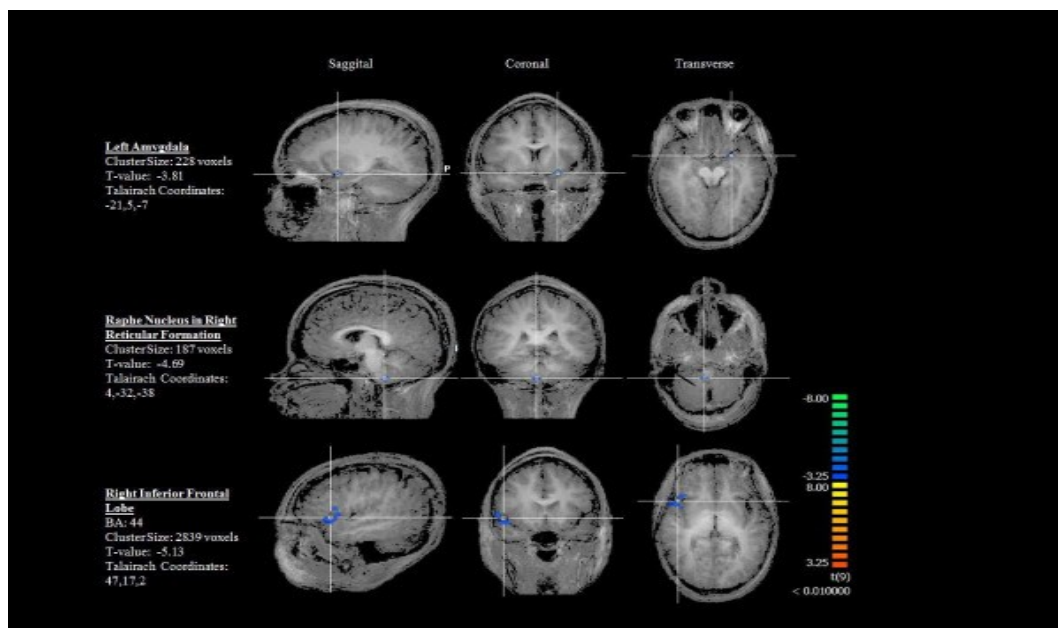 Saggital
Coronal
Transverse
Left Amygdala
ClusterSize: 228 voxels
T-value: -3.81
Talairach Coordinates:
-21,5,-7
P
Raphe Nucleus in Right
Reticular Formation
ClusterSize: 187 voxels
T-value: -4.69
Talairach Coordinates:
4,-32,-38
Right Inferior Frontal
Lobe
BA: 44
ClusterSize: 2839 voxels
T-value: -5.13
Talairach Coordinates:
47,17,2
-8.00
-3.25
8.00
3.25
t(9)
< 0.010000